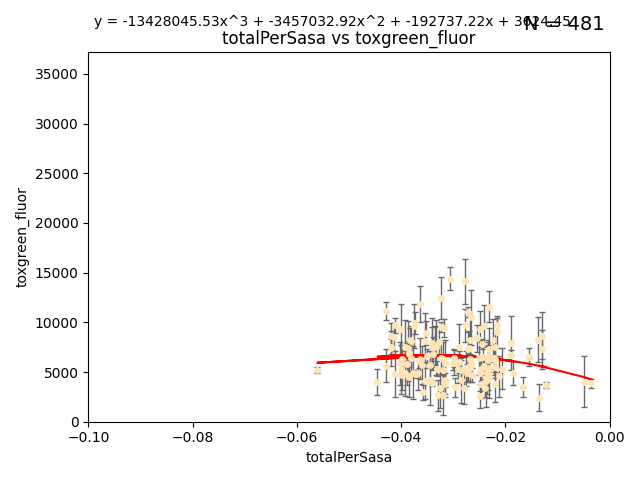 y = -13428045.53x^3 + -3457032.92x^2 + -192737.22x + 3624.45
N = 481
totalPerSasa vs toxgreen_fluor
35000
30000
25000
20000
15000
10000
5000
0
toxgreen_fluor
−0.10 −0.08 −0.06 −0.04 −0.02 0.00
totalPerSasa